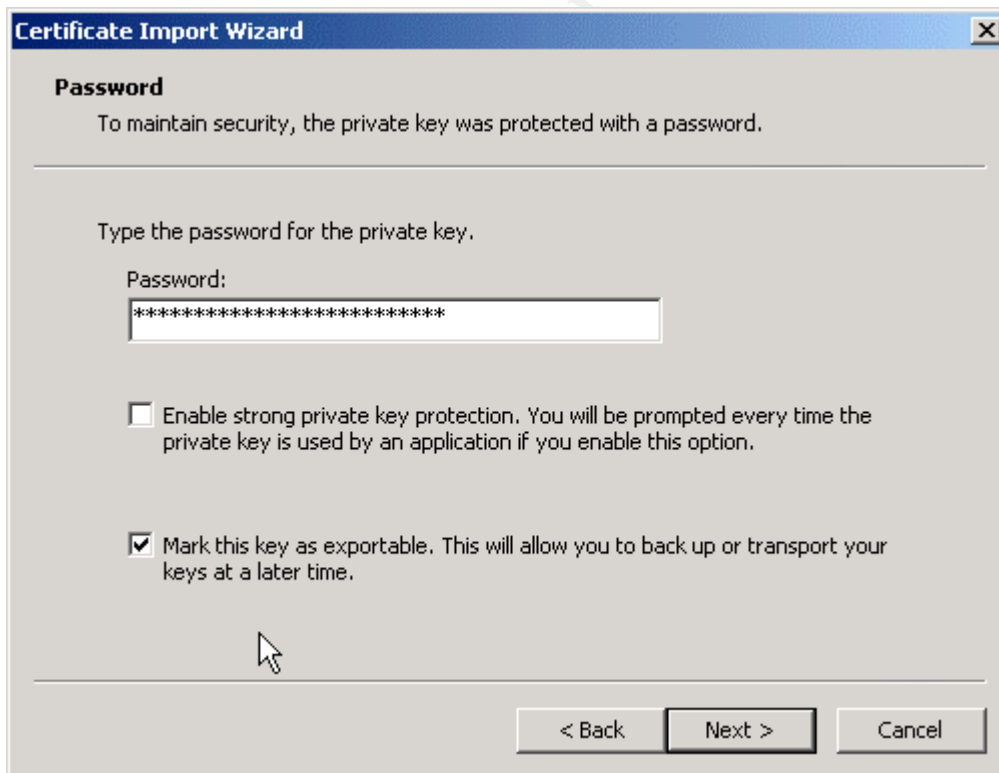 Certificate Import Wizard
Password
To maintain security, the private key was protected with a password.
Type the password for the private key.
Password:
**************************
Enable strong private key protection. You will be prompted every time the
private key is used by an application if you enable this option.
Mark this key as exportable. This will allow you to back up or transport your
keys at a later time.
< Back Next > Cancel